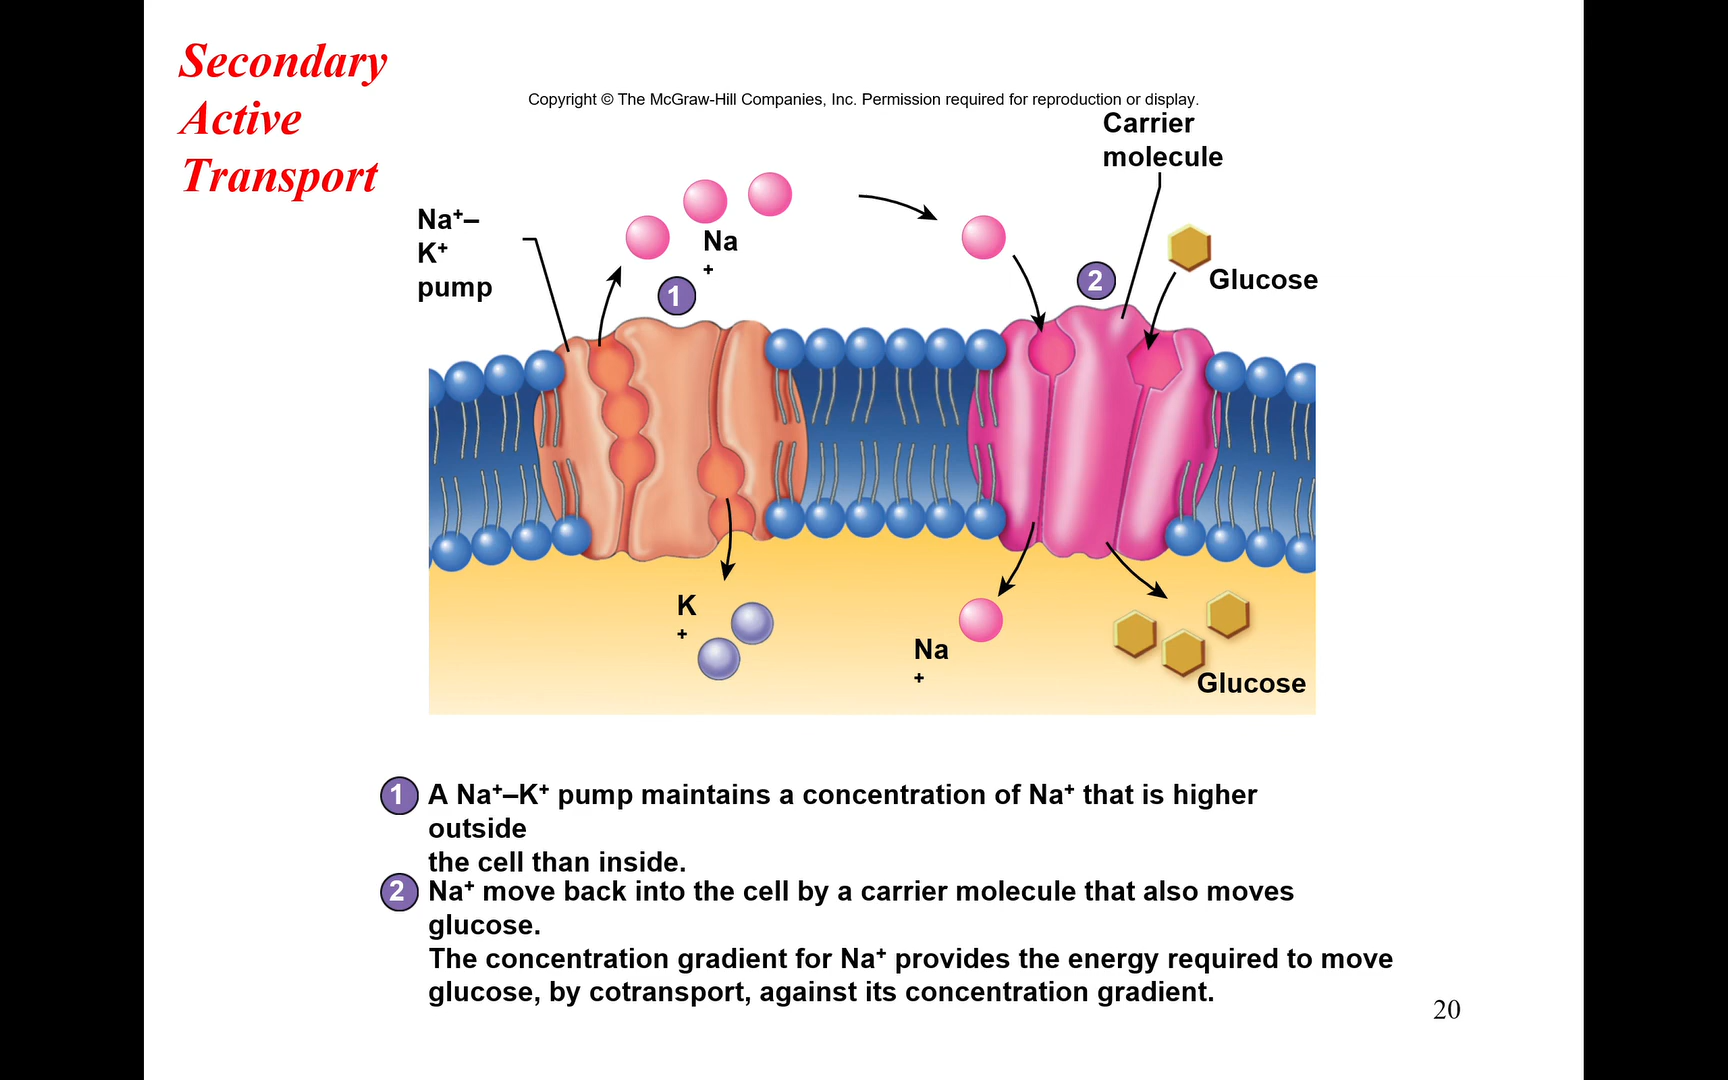 Secondary
Active
Transport
Copyright © The McGraw-Hill Companies, Inc. Permission required for reproduction or display.
Carrier
molecule
Na⁺–
K⁺
pump
Na
+
1
2
Glucose
K
+
Na
+
Glucose
1 A Na⁺–K⁺ pump maintains a concentration of Na⁺ that is higher
outside
the cell than inside.
2 Na⁺ move back into the cell by a carrier molecule that also moves
glucose.
The concentration gradient for Na⁺ provides the energy required to move
glucose, by cotransport, against its concentration gradient.
20